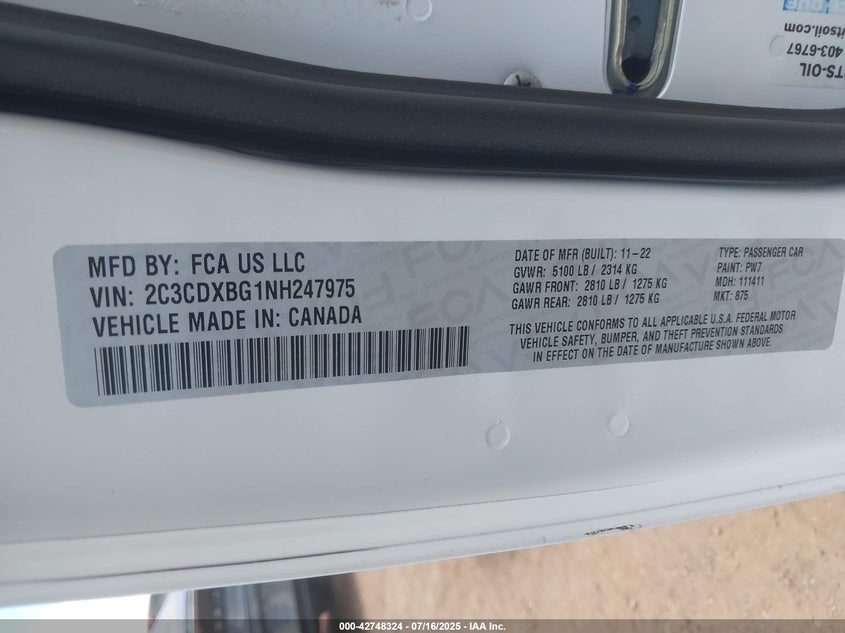 itsoil.com
403-6767
TS-OIL
MFD BY: FCA US LLC
VIN: 2C3CDXBG1NH247975
VEHICLE MADE IN: CANADA
DATE OF MFR (BUILT): 11-22
GVWR: 5100 LB / 2314 KG
GAWR FRONT: 2810 LB / 1275 KG
GAWR REAR: 2810 LB / 1275 KG
TYPE: PASSENGER CAR
PAINT: PW7
MDH: 111411
MKT: 875
THIS VEHICLE CONFORMS TO ALL APPLICABLE U.S.A. FEDERAL MOTOR
VEHICLE SAFETY, BUMPER, AND THEFT PREVENTION STANDARDS
IN EFFECT ON THE DATE OF MANUFACTURE SHOWN ABOVE.
000-42748324 / 07/16/2025 - IAA Inc.